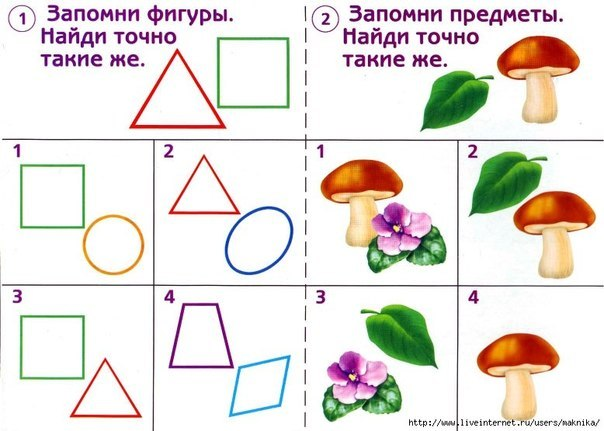 1 Запомни фигуры.
Найди точно
такие же.
1
2
3
4
2 Запомни предметы.
Найди точно
такие же.
1
2
3
4
http://www.liveinternet.ru/users/maknika/